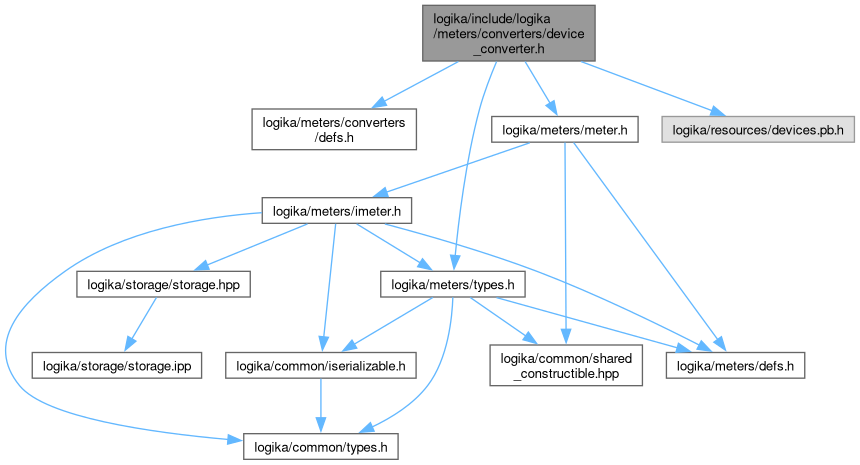 logika/include/logika
/meters/converters/device
_converter.h
logika/meters/converters
/defs.h
logika/meters/meter.h
logika/resources/devices.pb.h
logika/meters/imeter.h
logika/storage/storage.hpp
logika/meters/types.h
logika/storage/storage.ipp
logika/common/iserializable.h
logika/common/shared
_constructible.hpp
logika/meters/defs.h
logika/common/types.h